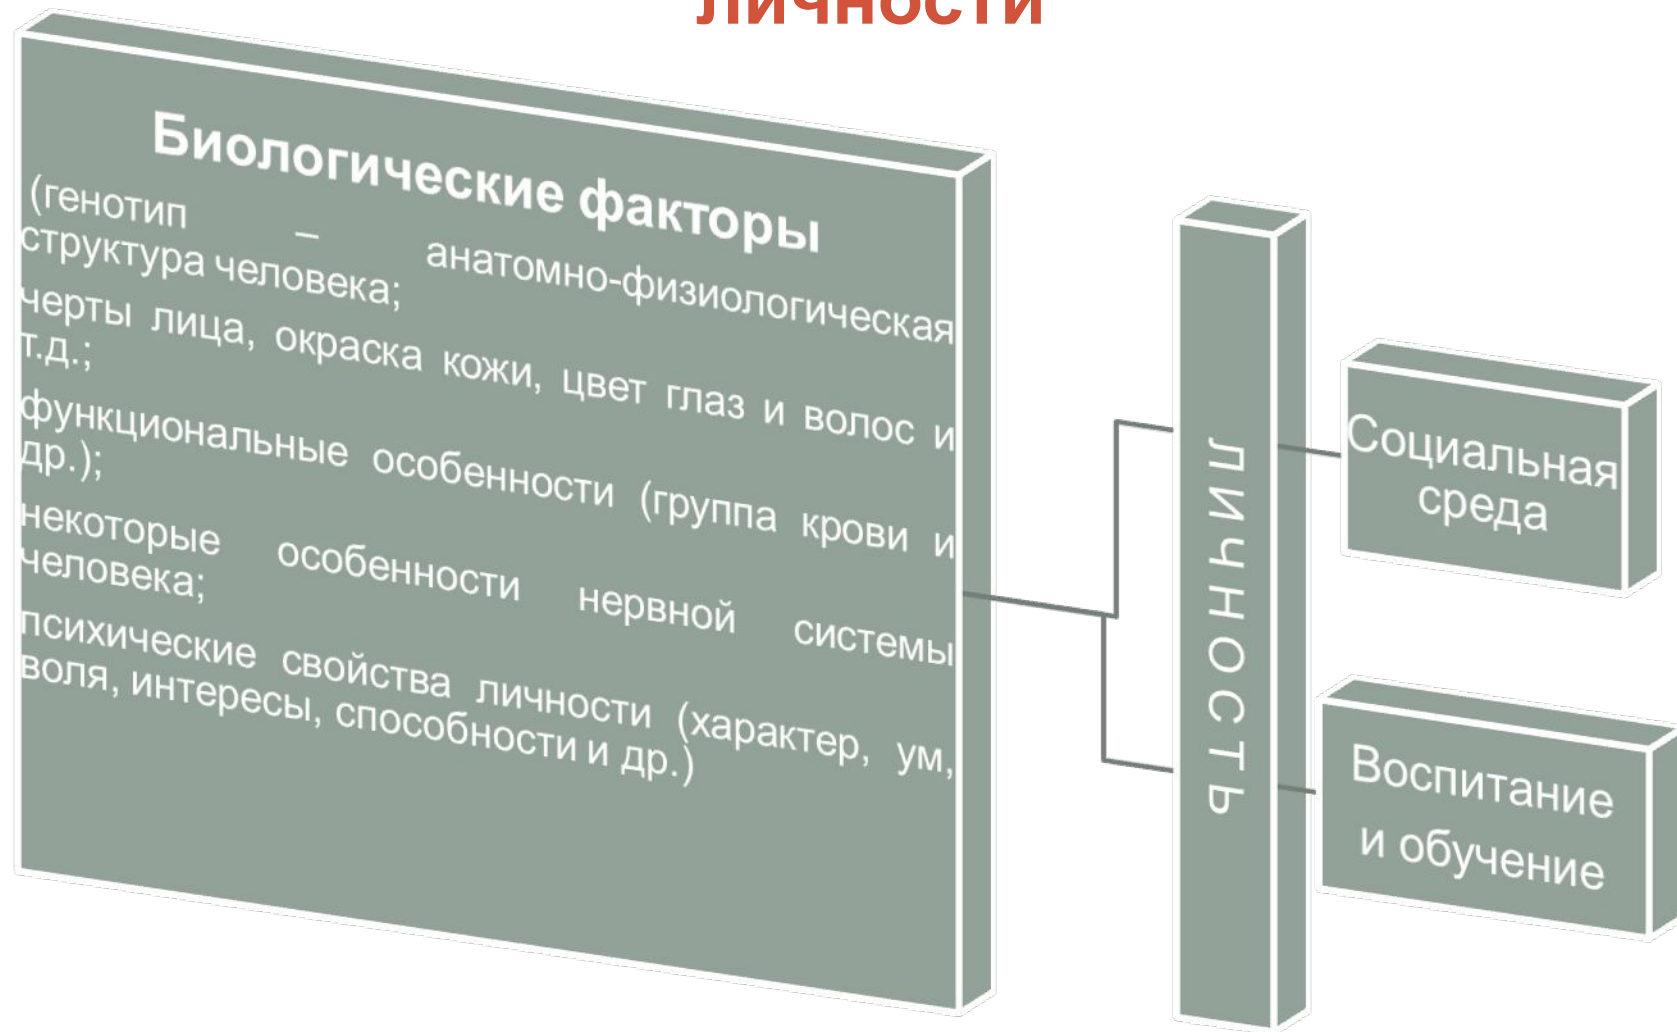 личности
Биологические факторы
(генотип – анатомно-физиологическая
структура человека;
черты лица, окраска кожи, цвет глаз и волос и
т.д.;
функциональные особенности (группа крови и
др.);
некоторые особенности нервной системы
человека;
психические свойства личности (характер, ум,
воля, интересы, способности и др.)
ЛИЧНОСТЬ
Социальная
среда
Воспитание
и обучение